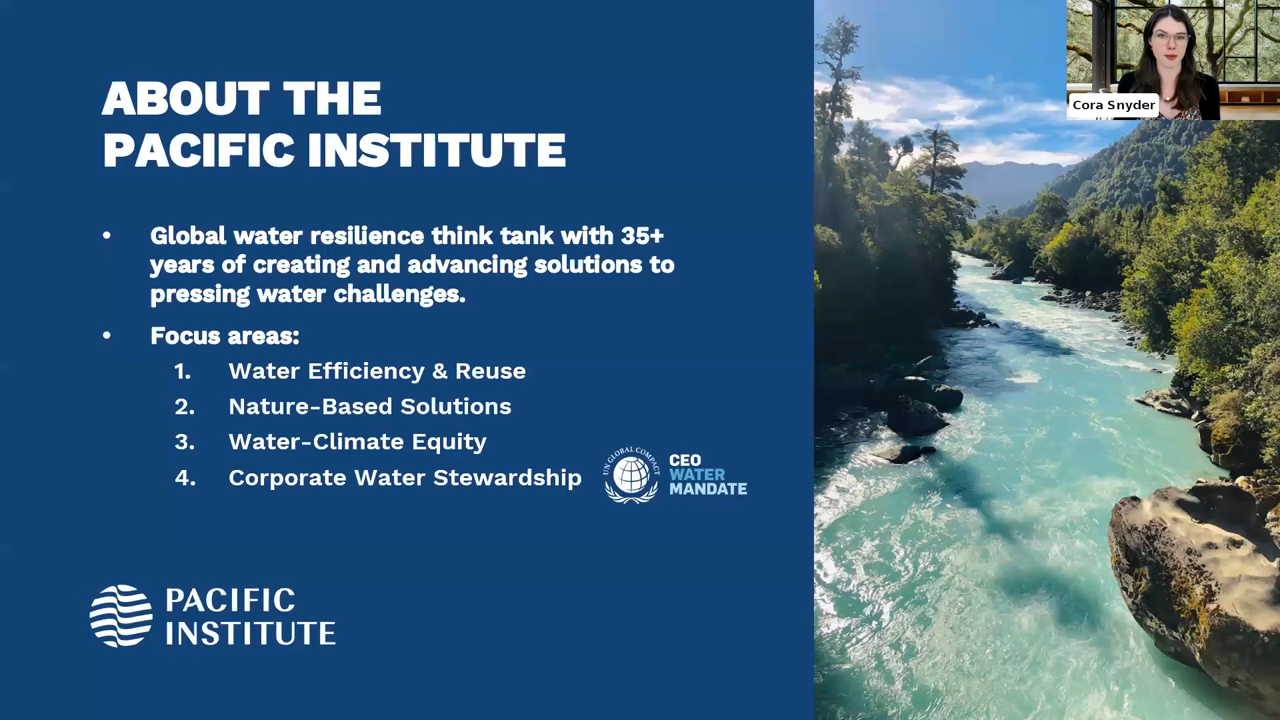 ABOUT THE
PACIFIC INSTITUTE
• Global water resilience think tank with 35+
years of creating and advancing solutions to
pressing water challenges.
• Focus areas:
1. Water Efficiency & Reuse
2. Nature-Based Solutions
3. Water-Climate Equity
4. Corporate Water Stewardship
UN GLOBAL COMPACT
CEO
WATER
MANDATE
PACIFIC
INSTITUTE
Cora Snyder